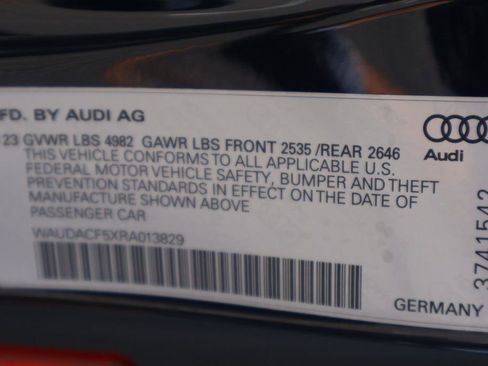 FD. BY AUDI AG
23 GVWR LBS 4982 GAWR LBS FRONT 2535 /REAR 2646
THIS VEHICLE CONFORMS TO ALL APPLICABLE U.S.
FEDERAL MOTOR VEHICLE SAFETY, BUMPER AND THEFT
PREVENTION STANDARDS IN EFFECT ON THE DATE OF
MANUFACTURE SHOWN ABOVE
PASSENGER CAR
WAUDACF5XRA013829
Audi
3741542
GERMANY